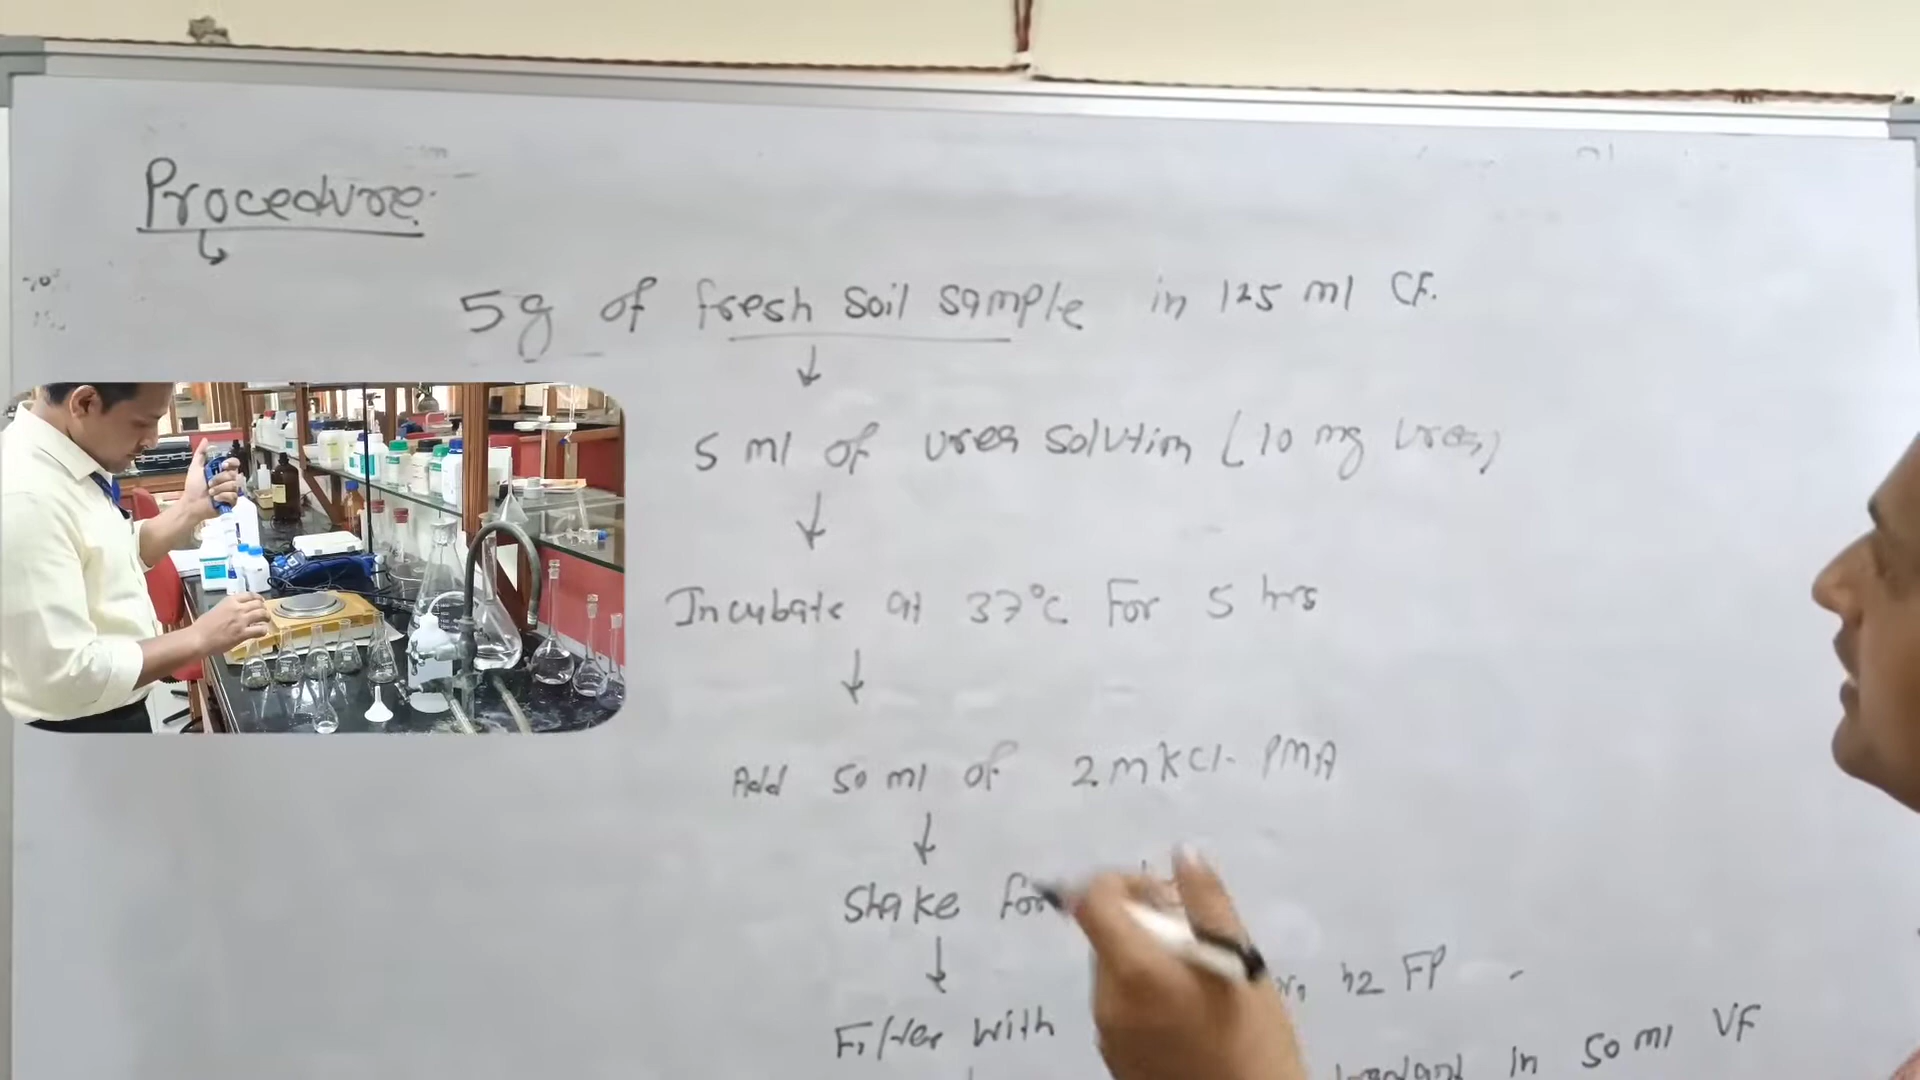 Procedure
5g of fresh soil sample in 125 ml CF.
5 ml of urea solution (10 mg urea)
Incubate at 37°C for 5 hrs
Add 50 ml of 2M KCl-PMA
Shake for
Filter with 42 FP
in 50 ml VF